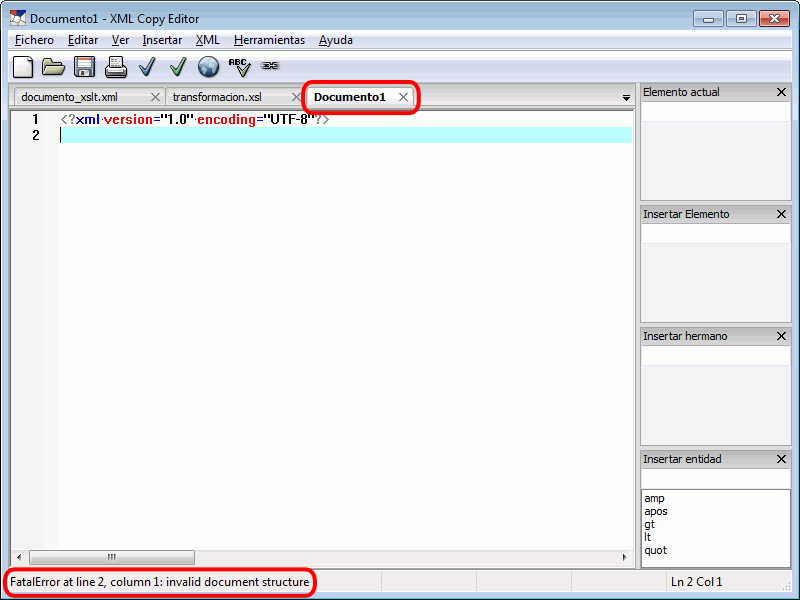 Documento1 - XML Copy Editor
Fichero Editar Ver Insertar XML Herramientas Ayuda
ABC
documento_xslt.xml transformacion.xsl Documento1
Elemento actual
1 <?xml version="1.0" encoding="UTF-8"?>
2
Insertar Elemento
Insertar hermano
Insertar entidad
amp
apos
gt
lt
quot
FatalError at line 2, column 1: invalid document structure
Ln 2 Col 1